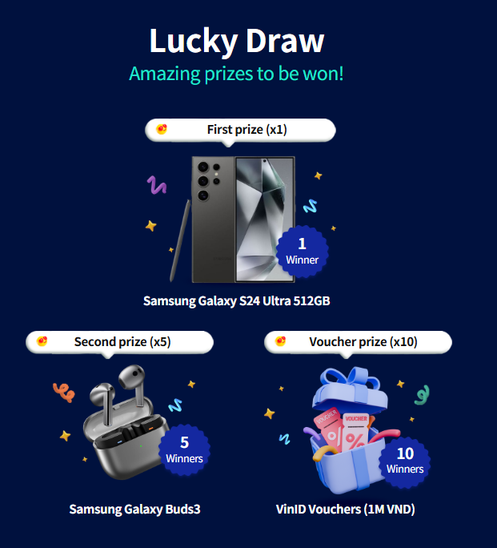 Lucky Draw
Amazing prizes to be won!
First prize (x1)
1
Winner
Samsung Galaxy S24 Ultra 512GB
Second prize (x5)
5
Winners
Samsung Galaxy Buds3
Voucher prize (x10)
VOUCHER
%
10
Winners
VinID Vouchers (1M VND)